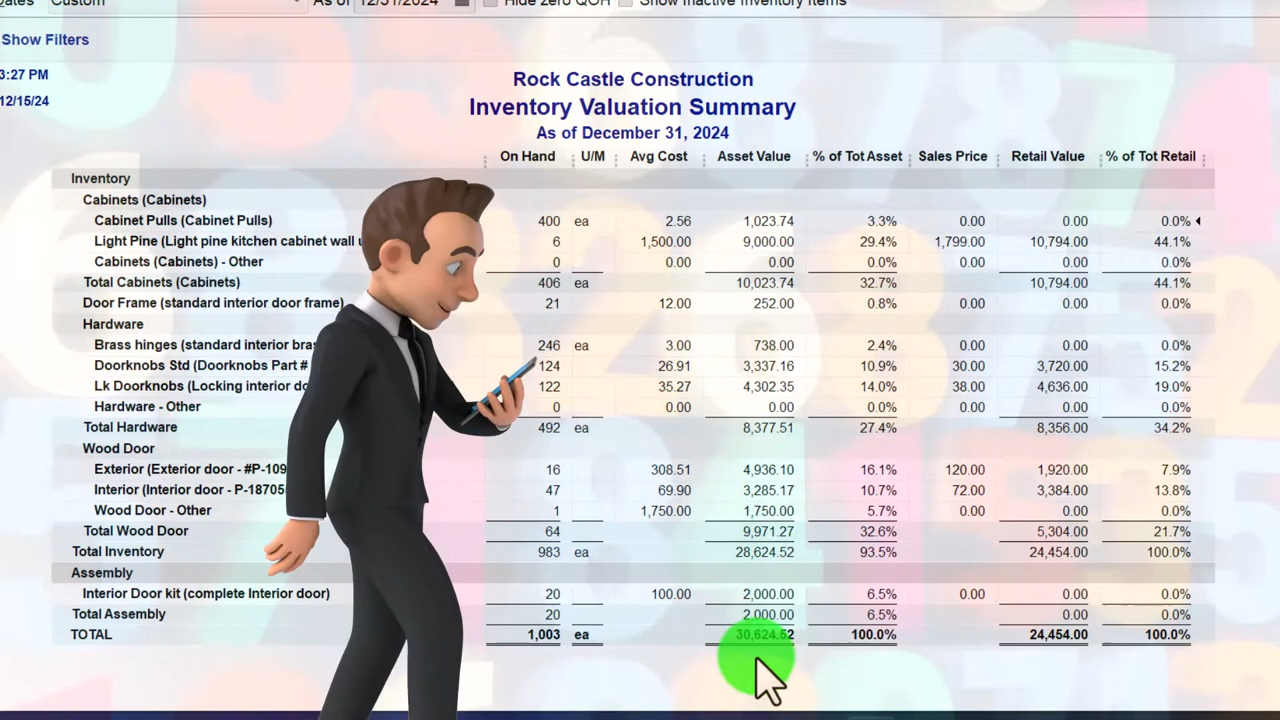 Custom As of 12/31/2024 Hide zero QOH Show inactive inventory items
Show Filters
3:27 PM
12/15/24
Rock Castle Construction
Inventory Valuation Summary
As of December 31, 2024
On Hand U/M Avg Cost Asset Value % of Tot Asset Sales Price Retail Value % of Tot Retail
Inventory
Cabinets (Cabinets)
Cabinet Pulls (Cabinet Pulls) 400 ea 2.56 1,023.74 3.3% 0.00 0.00 0.0%
Light Pine (Light pine kitchen cabinet wall 6 1,500.00 9,000.00 29.4% 1,799.00 10,794.00 44.1%
Cabinets (Cabinets) - Other 0 0.00 0.00 0.0% 0.00 0.00 0.0%
Total Cabinets (Cabinets) 406 ea 10,023.74 32.7% 10,794.00 44.1%
Door Frame (standard interior door frame) 21 12.00 252.00 0.8% 0.00 0.00 0.0%
Hardware
Brass hinges (standard interior 246 ea 3.00 738.00 2.4% 0.00 0.00 0.0%
Doorknobs Std (Doorknobs Part # 124 26.91 3,337.16 10.9% 30.00 3,720.00 15.2%
Lk Doorknobs (Locking interior 122 35.27 4,302.35 14.0% 38.00 4,636.00 19.0%
Hardware - Other 0 0.00 0.00 0.0% 0.00 0.00 0.0%
Total Hardware 492 ea 8,377.51 27.4% 8,356.00 34.2%
Wood Door
Exterior (Exterior door - #P-109 16 308.51 4,936.10 16.1% 120.00 1,920.00 7.9%
Interior (Interior door - P-18705 47 69.90 3,285.17 10.7% 72.00 3,384.00 13.8%
Wood Door - Other 1 1,750.00 1,750.00 5.7% 0.00 0.00 0.0%
Total Wood Door 64 9,971.27 32.6% 5,304.00 21.7%
Total Inventory 983 ea 28,624.52 93.5% 24,454.00 100.0%
Assembly
Interior Door kit (complete Interior door) 20 100.00 2,000.00 6.5% 0.00 0.00 0.0%
Total Assembly 20 2,000.00 6.5% 0.00 0.0%
TOTAL 1,003 ea 30,624.52 100.0% 24,454.00 100.0%